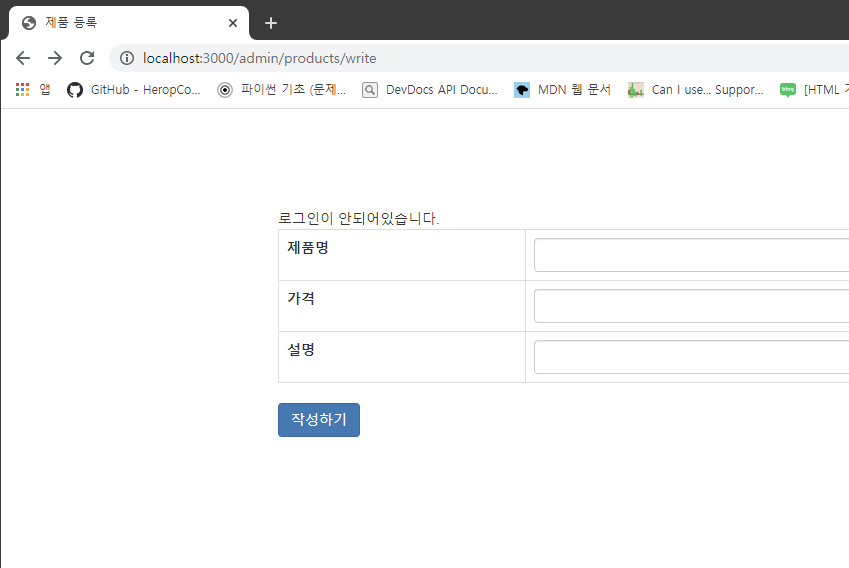 제품 등록
localhost:3000/admin/products/write
앱 GitHub - HeropCo... 파이썬 기초 (문제... DevDocs API Docu... MDN 웹 문서 Can I use... Suppor... blog [HTML
로그인이 안되어있습니다.
제품명
가격
설명
작성하기